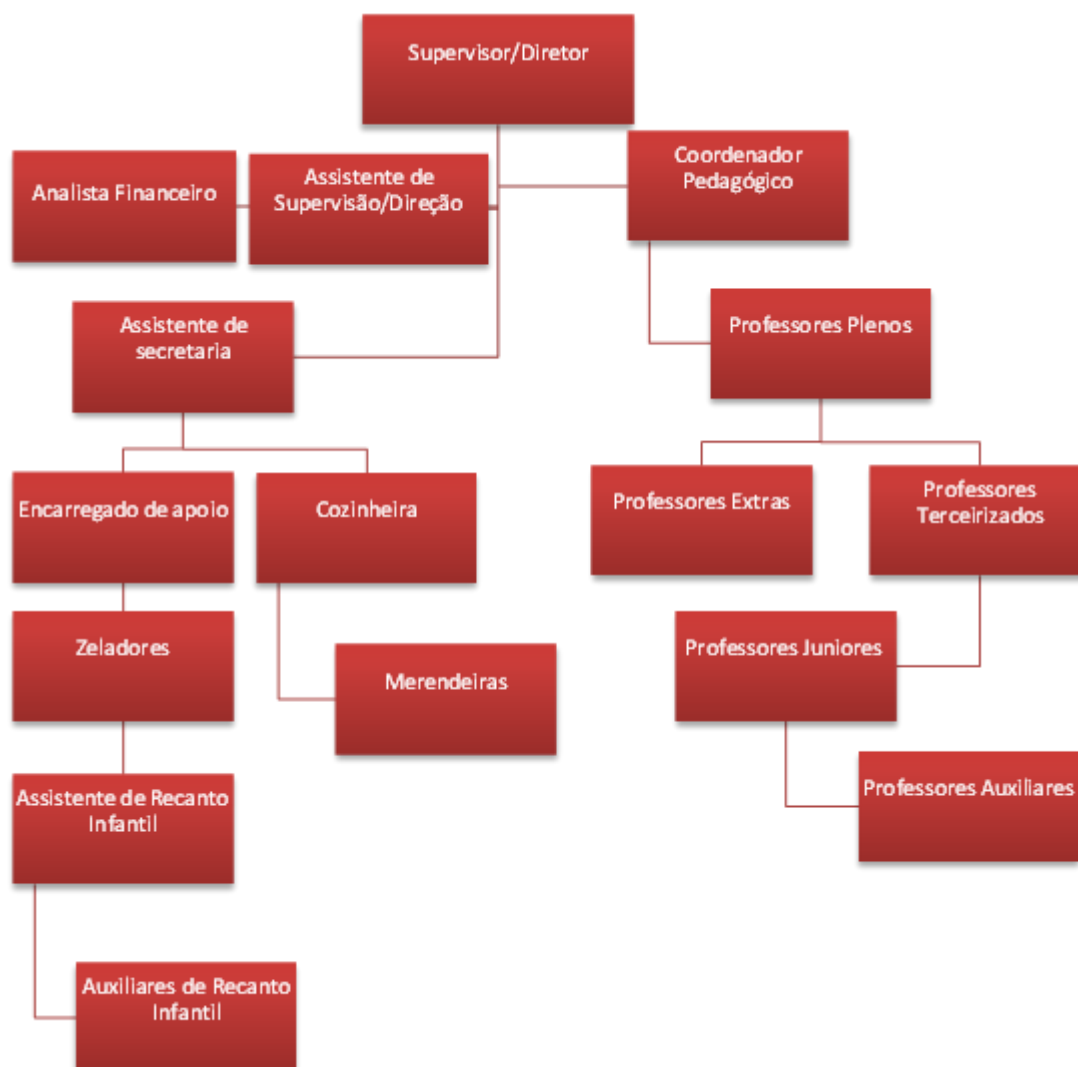 Supervisor/Diretor
Analista Financeiro
Assistente de
Supervisão/Direção
Coordenador
Pedagógico
Assistente de
secretaria
Professores Plenos
Encarregado de apoio
Cozinheira
Professores Extras
Professores
Terceirizados
Zeladores
Merendeiras
Professores Juniores
Assistente de Recanto
Infantil
Professores Auxiliares
Auxiliares de Recanto
Infantil